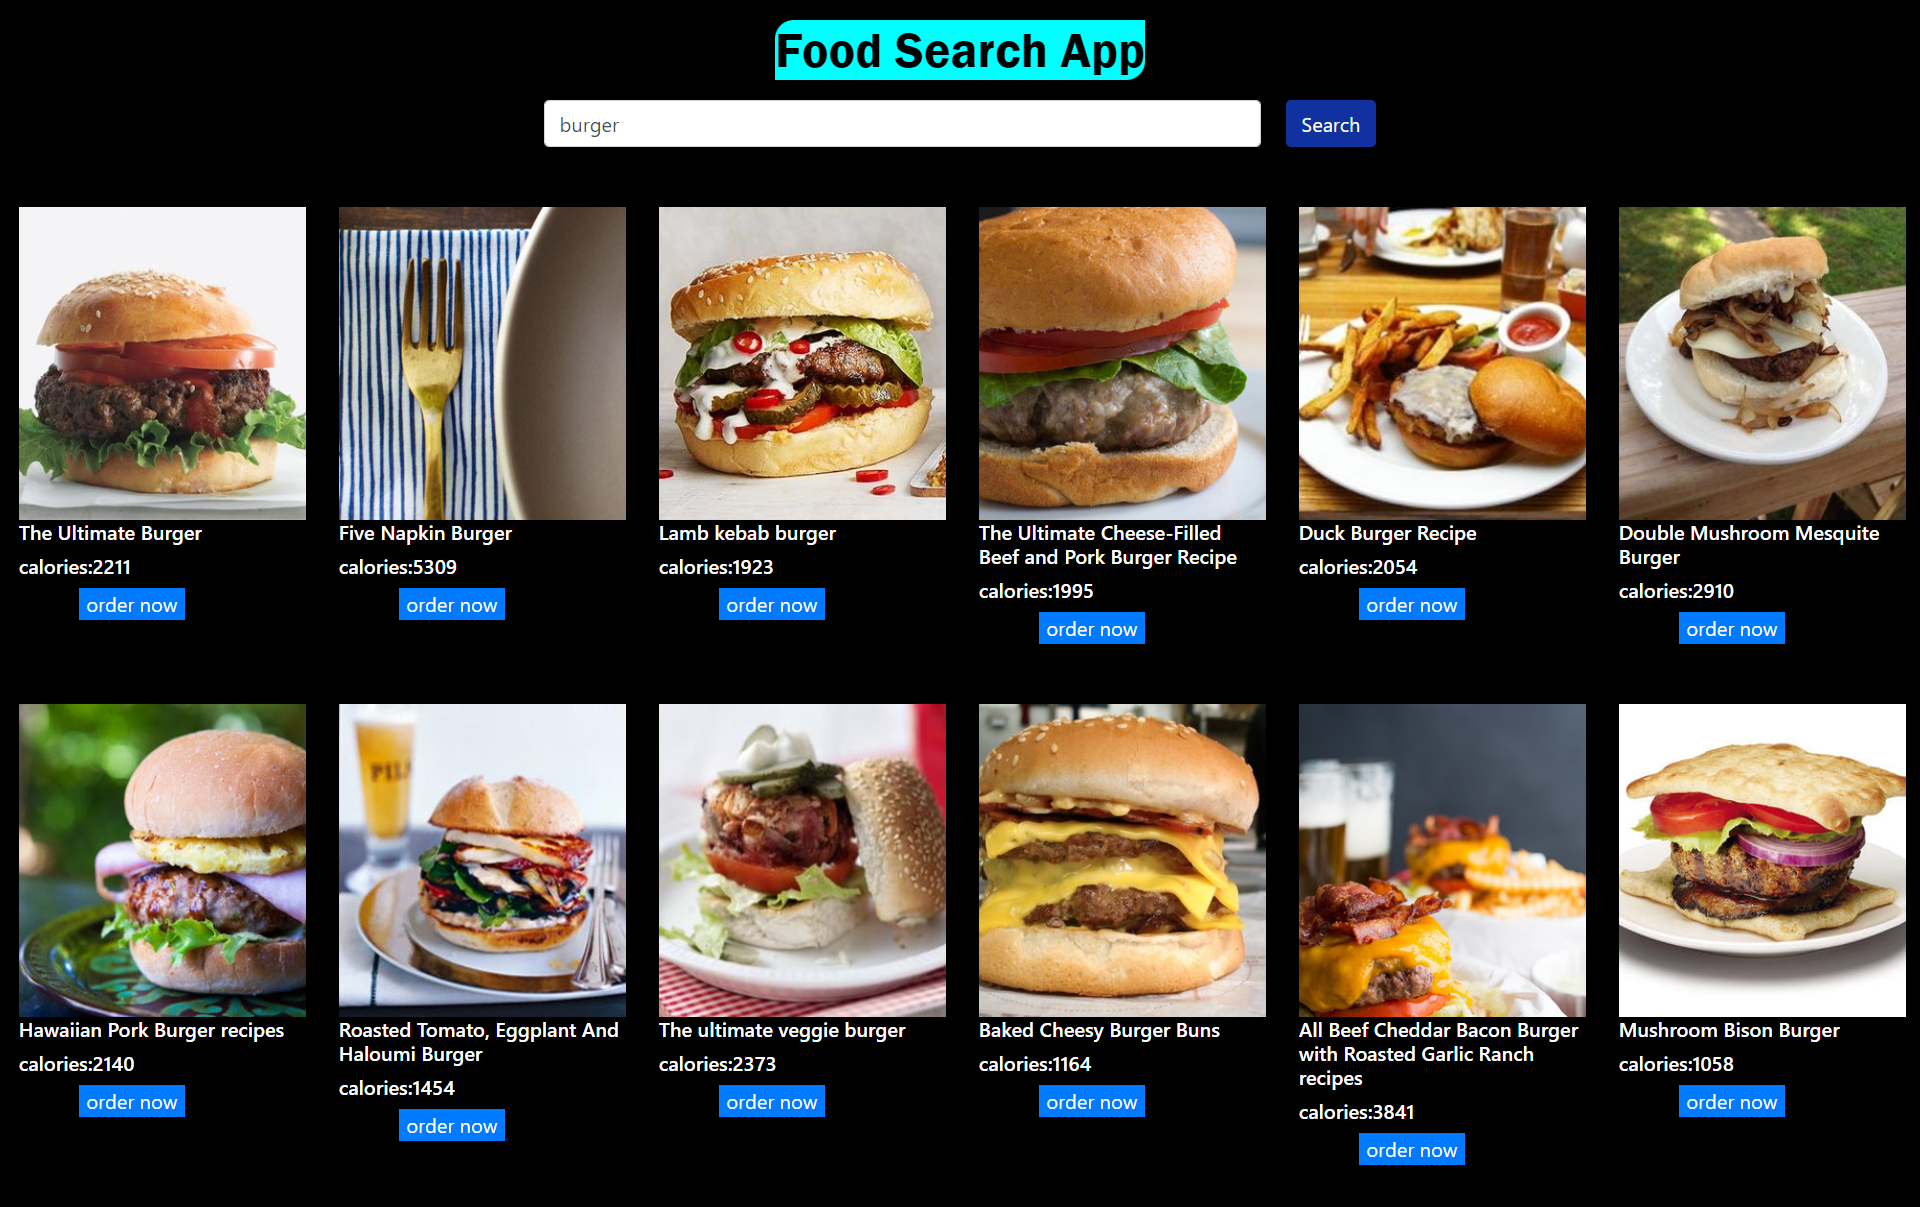 Food Search App
burger
Search
The Ultimate Burger
calories:2211
order now
Five Napkin Burger
calories:5309
order now
Lamb kebab burger
calories:1923
order now
The Ultimate Cheese-Filled
Beef and Pork Burger Recipe
calories:1995
order now
Duck Burger Recipe
calories:2054
order now
Double Mushroom Mesquite
Burger
calories:2910
order now
Hawaiian Pork Burger recipes
calories:2140
order now
Roasted Tomato, Eggplant And
Haloumi Burger
calories:1454
order now
The ultimate veggie burger
calories:2373
order now
Baked Cheesy Burger Buns
calories:1164
order now
All Beef Cheddar Bacon Burger
with Roasted Garlic Ranch
recipes
calories:3841
order now
Mushroom Bison Burger
calories:1058
order now